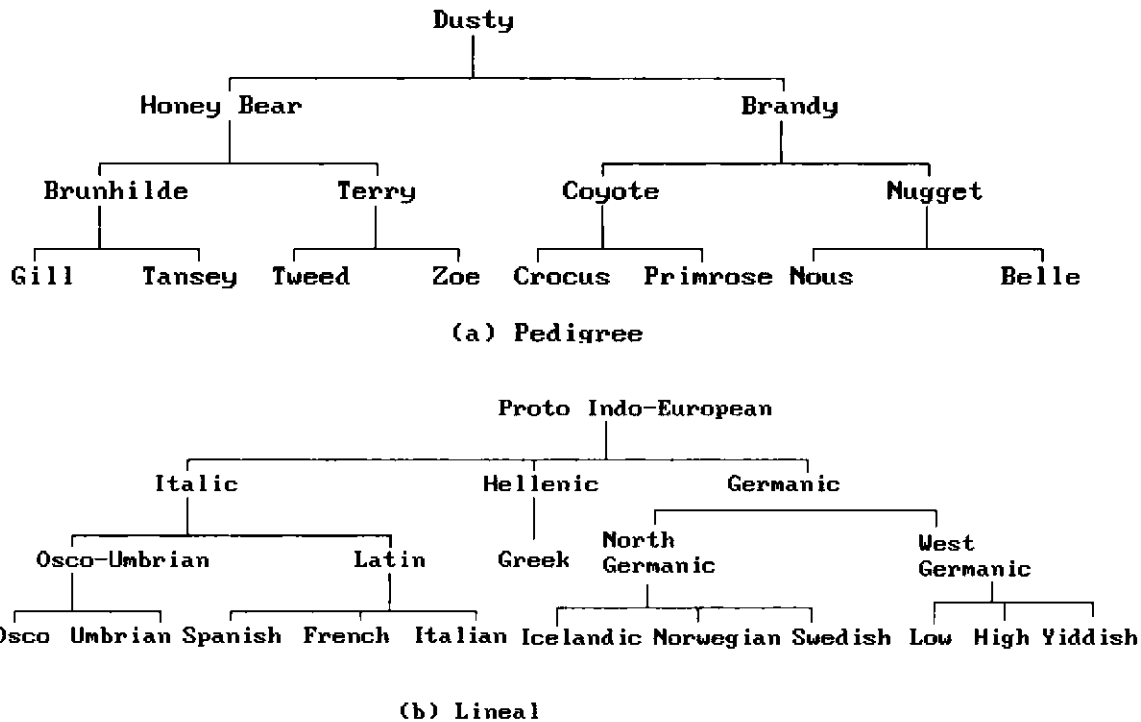 Dusty
Honey Bear Brandy
Brunhilde Terry Coyote Nugget
Gill Tansey Tweed Zoe Crocus Primrose Nous Belle
(a) Pedigree
Proto Indo-European
Italic Hellenic Germanic
Osco-Umbrian Latin Greek North Germanic West Germanic
Osco Umbrian Spanish French Italian Icelandic Norwegian Swedish Low High Yiddish
(b) Lineal